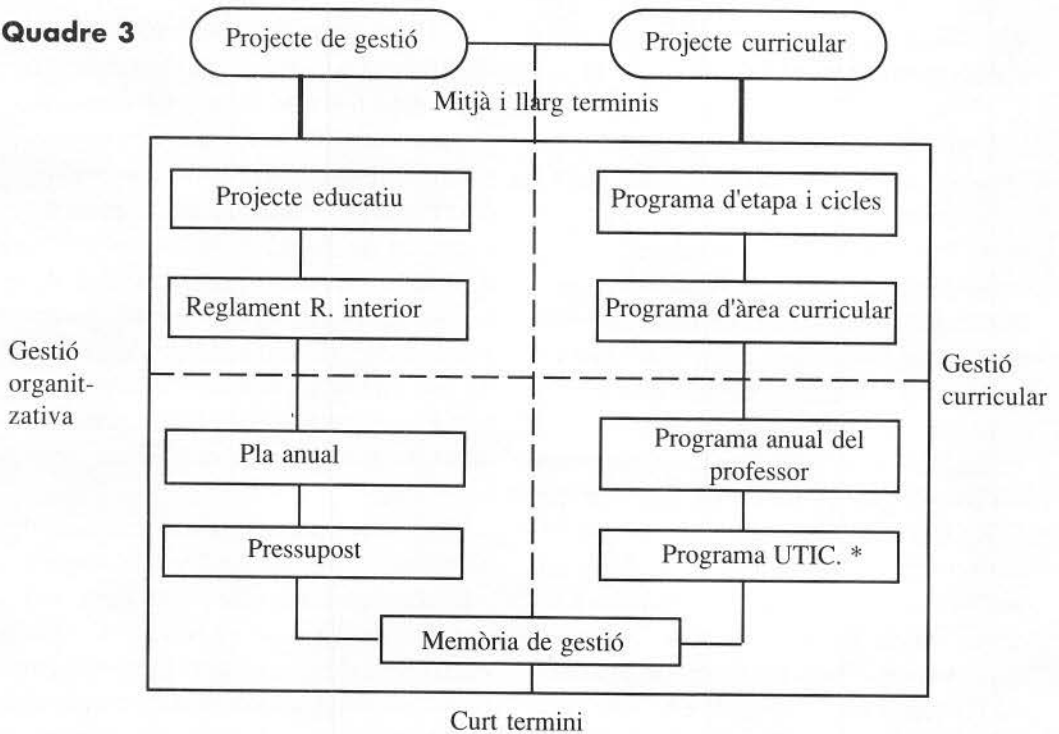 Quadre 3
Projecte de gestió
Projecte curricular
Mitjà i llarg terminis
Projecte educatiu
Programa d'etapa i cicles
Reglament R. interior
Programa d'àrea curricular
Gestió
organit-
zativa
Gestió
curricular
Pla anual
Programa anual del
professor
Pressupost
Programa UTIC. *
Memòria de gestió
Curt termini